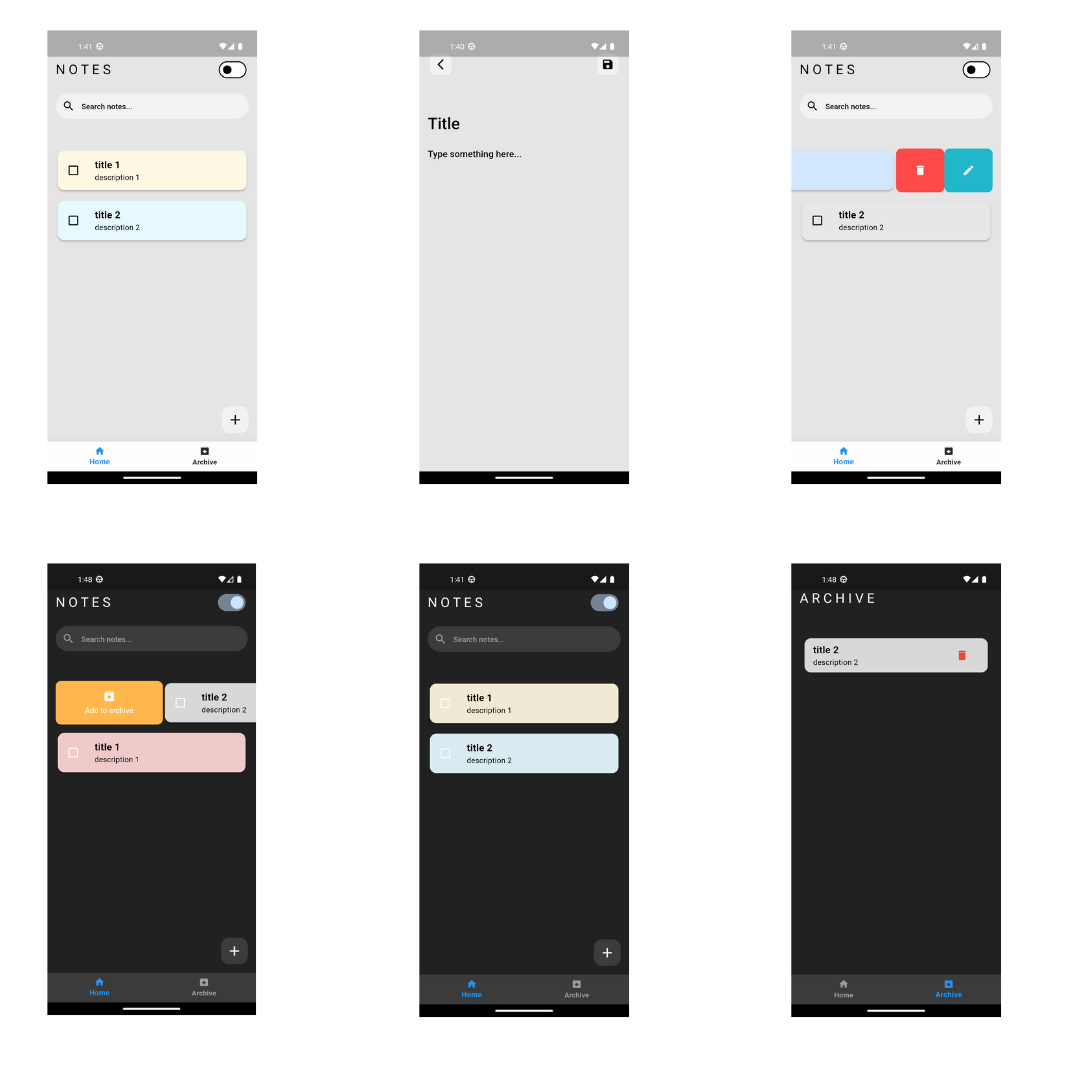 1:41
NOTES
Search notes...
title 1
description 1
title 2
description 2
Home
Archive
1:40
Title
Type something here...
1:41
NOTES
Search notes...
title 2
description 2
Home
Archive
1:48
NOTES
Search notes...
Add to archive
title 2
description 2
title 1
description 1
Home
Archive
1:41
NOTES
Search notes...
title 1
description 1
title 2
description 2
Home
Archive
1:48
ARCHIVE
title 2
description 2
Home
Archive